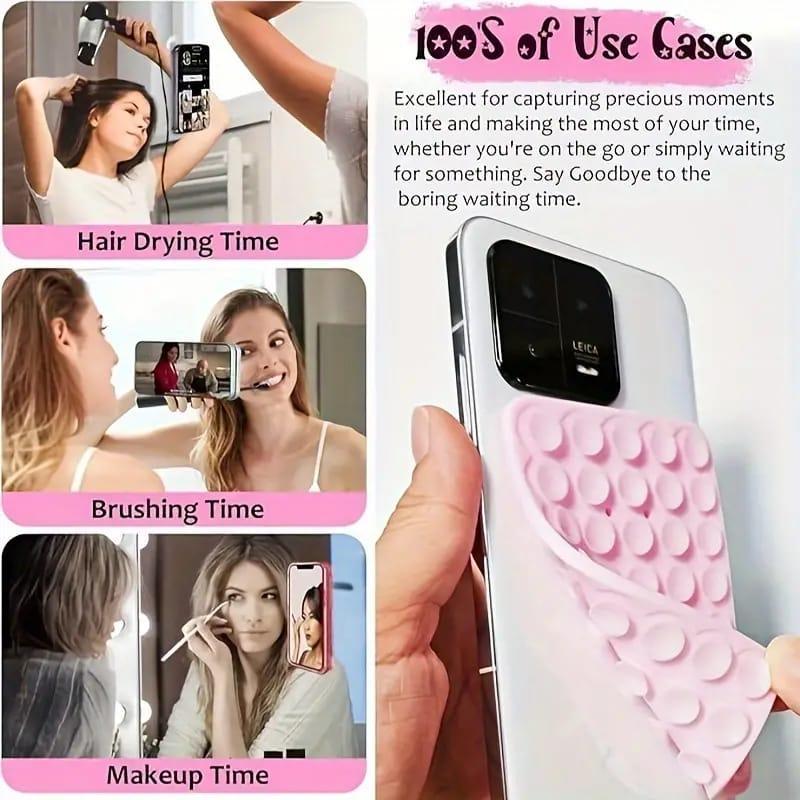 100'S of Use Cases
Excellent for capturing precious moments
in life and making the most of your time,
whether you're on the go or simply waiting
for something. Say Goodbye to the
boring waiting time.
Hair Drying Time
Brushing Time
Makeup Time
LEICA